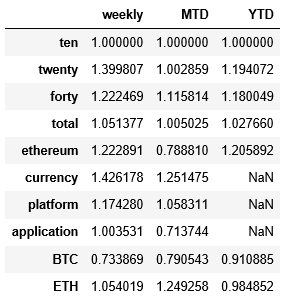 weekly MTD YTD
ten 1.000000 1.000000 1.000000
twenty 1.399807 1.002859 1.194072
forty 1.222469 1.115814 1.180049
total 1.051377 1.005025 1.027660
ethereum 1.222891 0.788810 1.205892
currency 1.426178 1.251475 NaN
platform 1.174280 1.058311 NaN
application 1.003531 0.713744 NaN
BTC 0.733869 0.790543 0.910885
ETH 1.054019 1.249258 0.984852